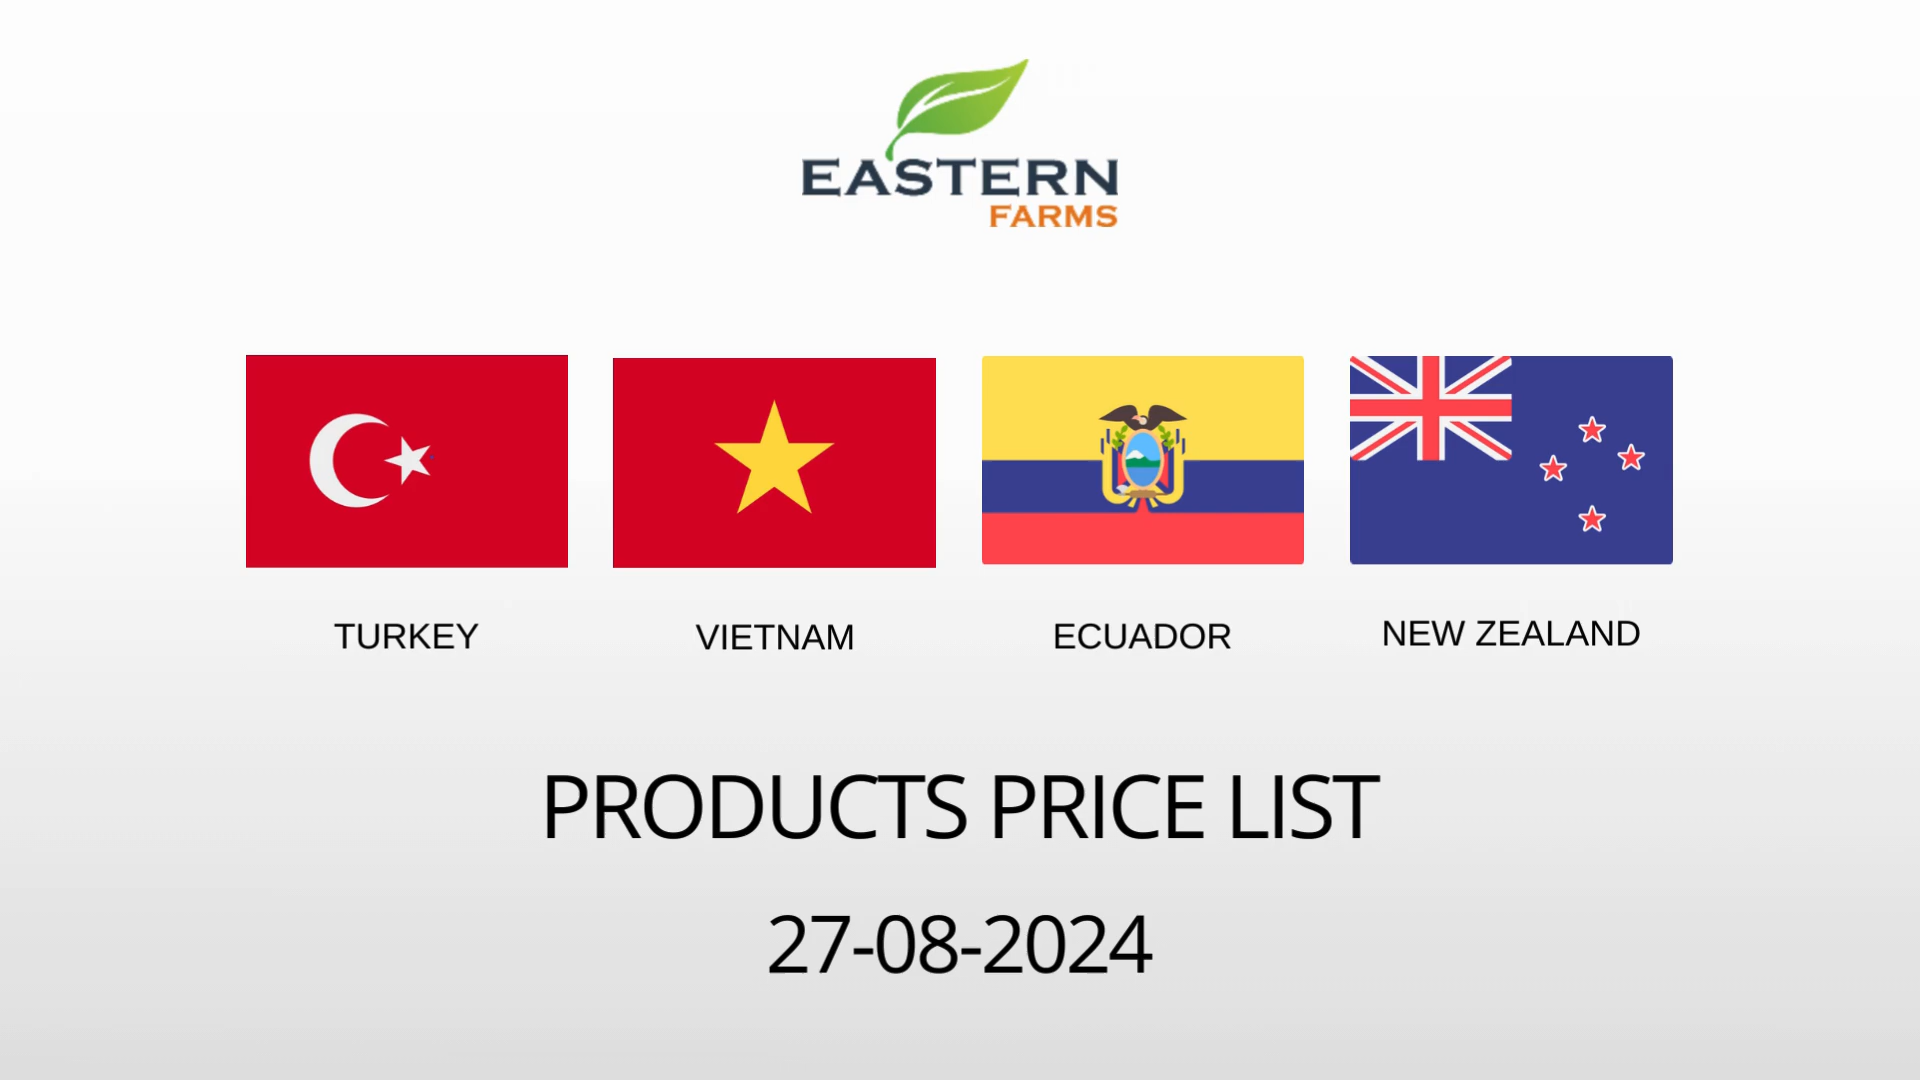 EASTERN
FARMS
TURKEY
VIETNAM
ECUADOR
NEW ZEALAND
PRODUCTS PRICE LIST
27-08-2024